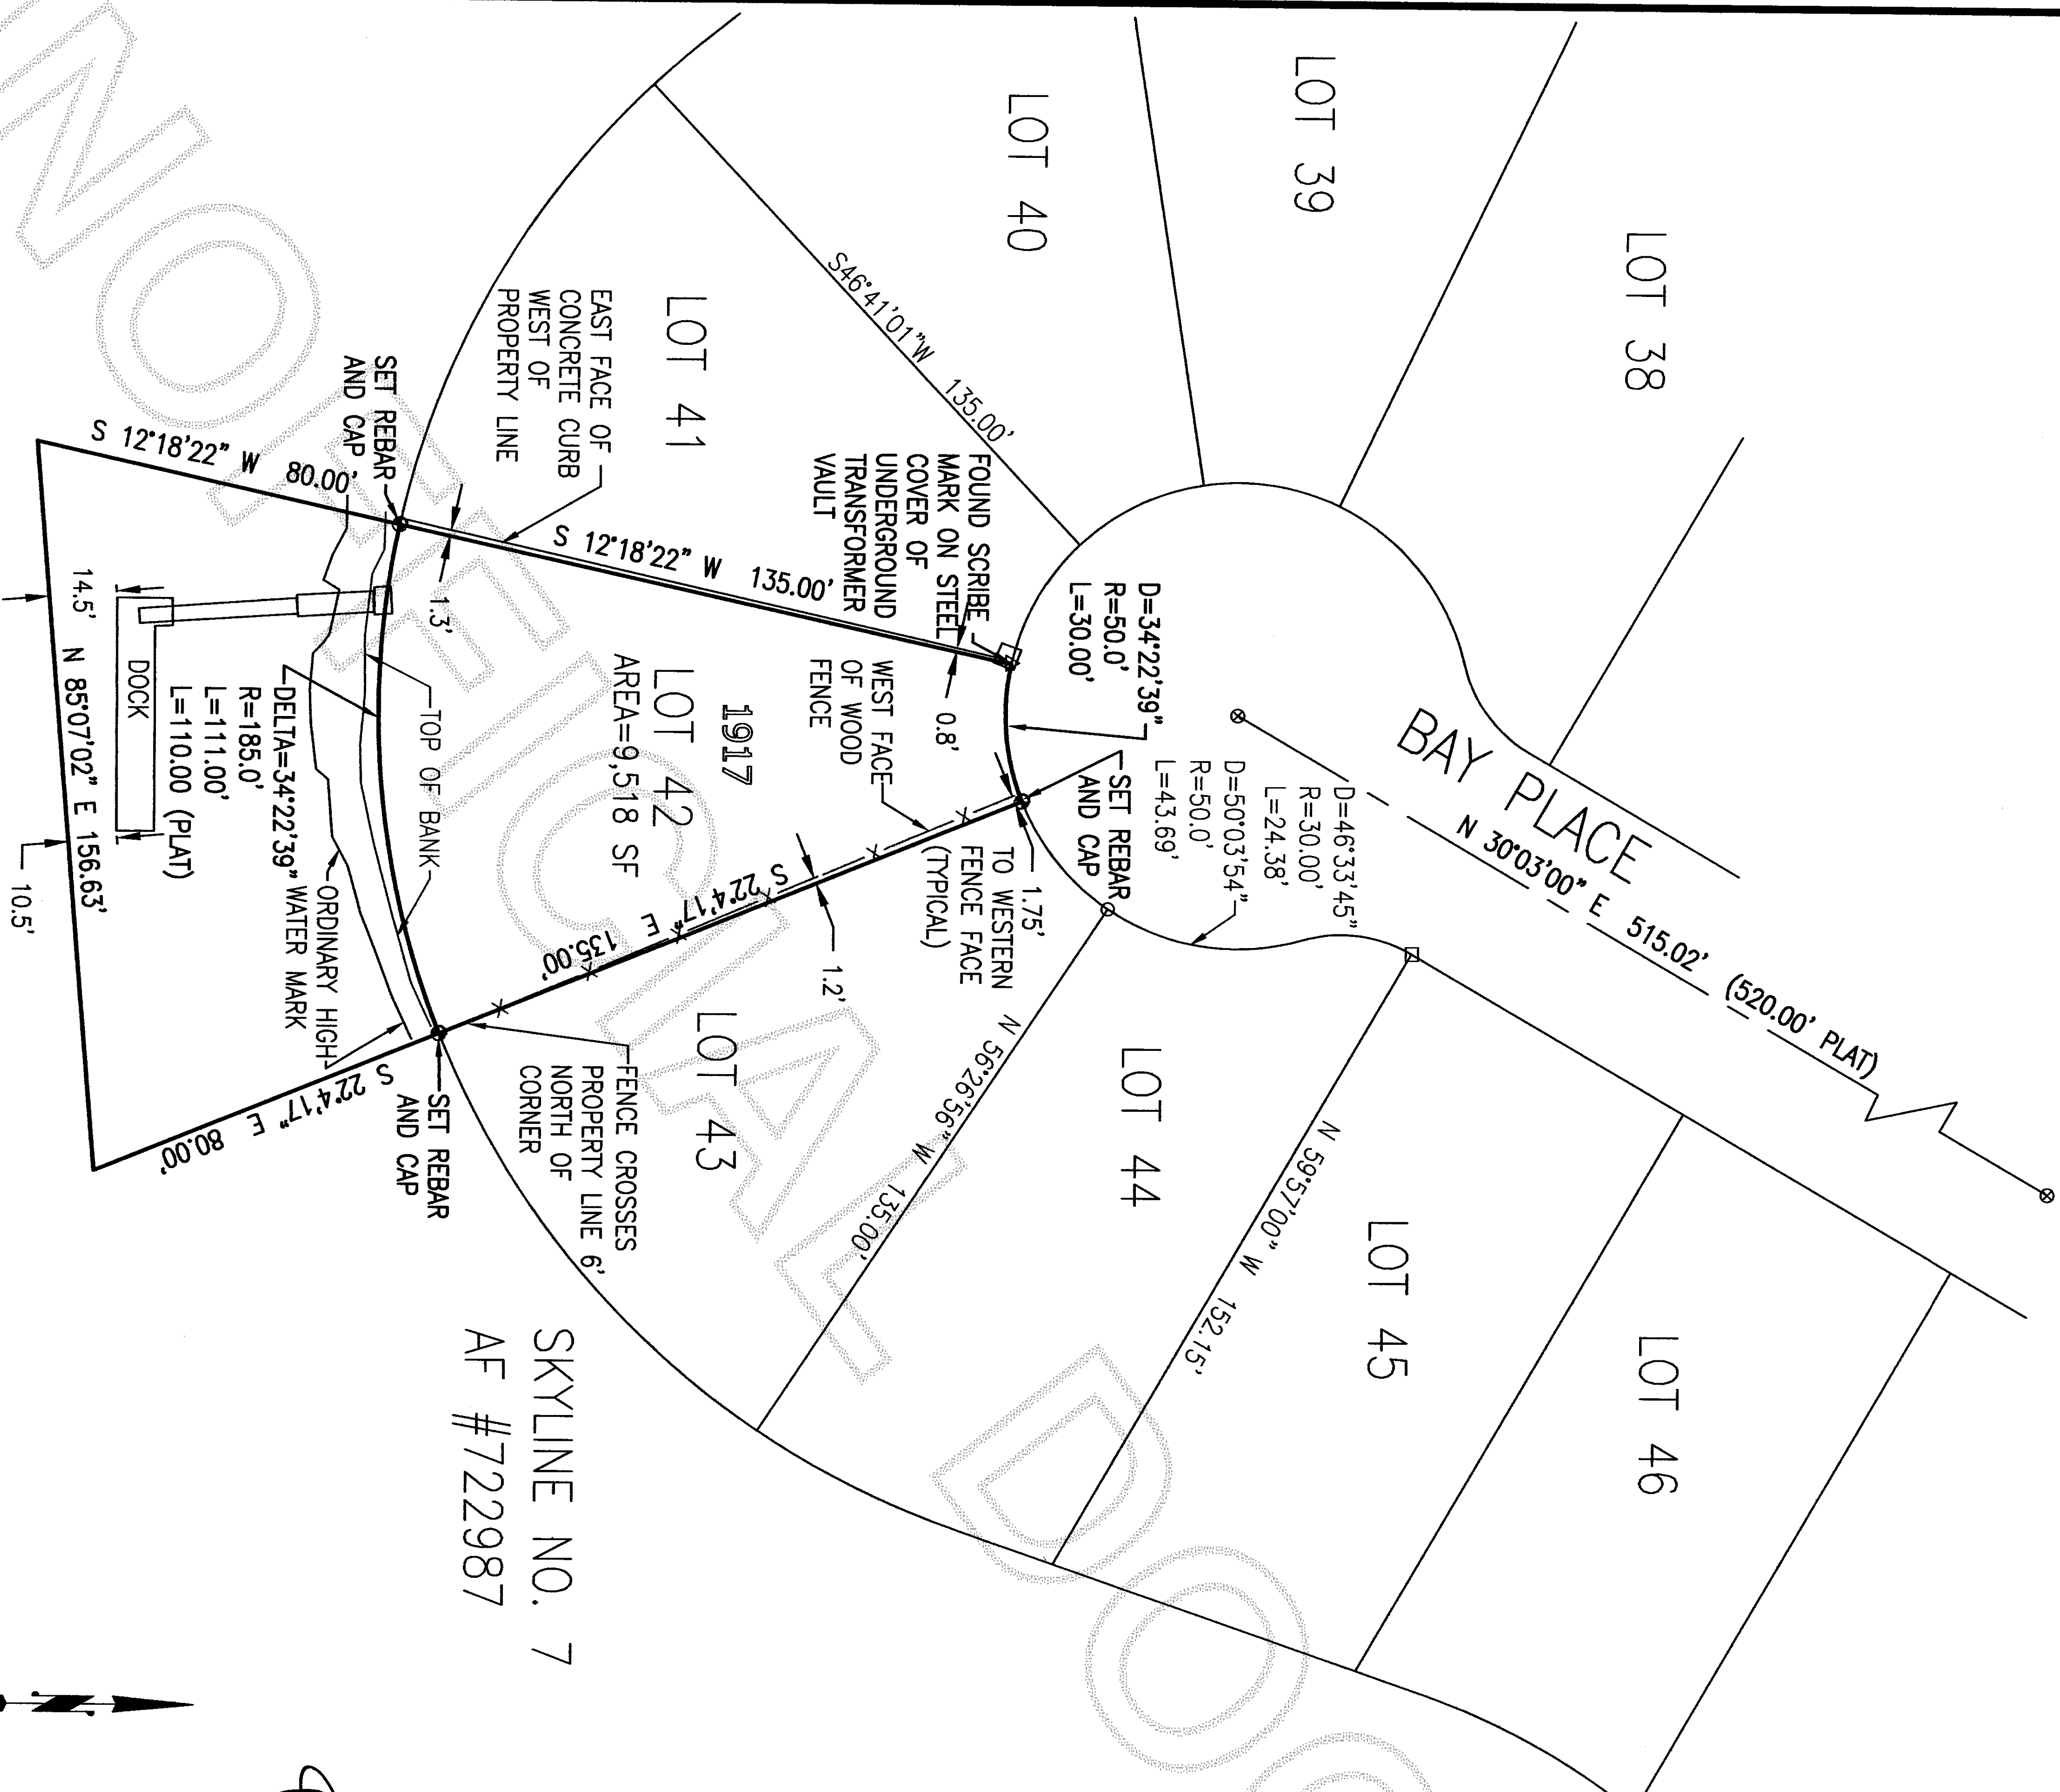 LOT 38
LOT 39
LOT 40
S46°41'01"W 135.00'
BAY PLACE
N 30°03'00" E 515.02' (520.00' PLAT)
D=46°33'45"
R=30.00'
L=24.38'
D=50°03'54"
R=50.0'
L=43.69'
D=34°22'39"
R=50.0'
L=30.00'
SET REBAR
AND CAP
FOUND SCRIBE
MARK ON STEEL
COVER OF
UNDERGROUND
TRANSFORMER
VAULT
LOT 41
EAST FACE OF
CONCRETE CURB
WEST OF
PROPERTY LINE
S 12°18'22" W 135.00'
0.8'
1.3'
WEST FACE
OF WOOD
FENCE
1.75'
TO WESTERN
FENCE FACE
(TYPICAL)
1917
LOT 42
AREA=9,518 SF
S 22°4'17" E 135.00'
1.2'
LOT 43
FENCE CROSSES
PROPERTY LINE 6'
NORTH OF
CORNER
LOT 44
N 56°26'56" W 135.00'
LOT 45
N 59°57'00" W 152.15'
LOT 46
SET REBAR
AND CAP
S 12°18'22" W 80.00'
TOP OF BANK
ORDINARY HIGH
WATER MARK
DELTA=34°22'39"
R=185.0'
L=111.00'
L=110.00 (PLAT)
DOCK
SET REBAR
AND CAP
S 22°4'17" E 80.00'
14.5'
N 85°07'02" E 156.63'
10.5'
SKYLINE NO. 7
AF #722987
N
UNOFFICIAL DOC